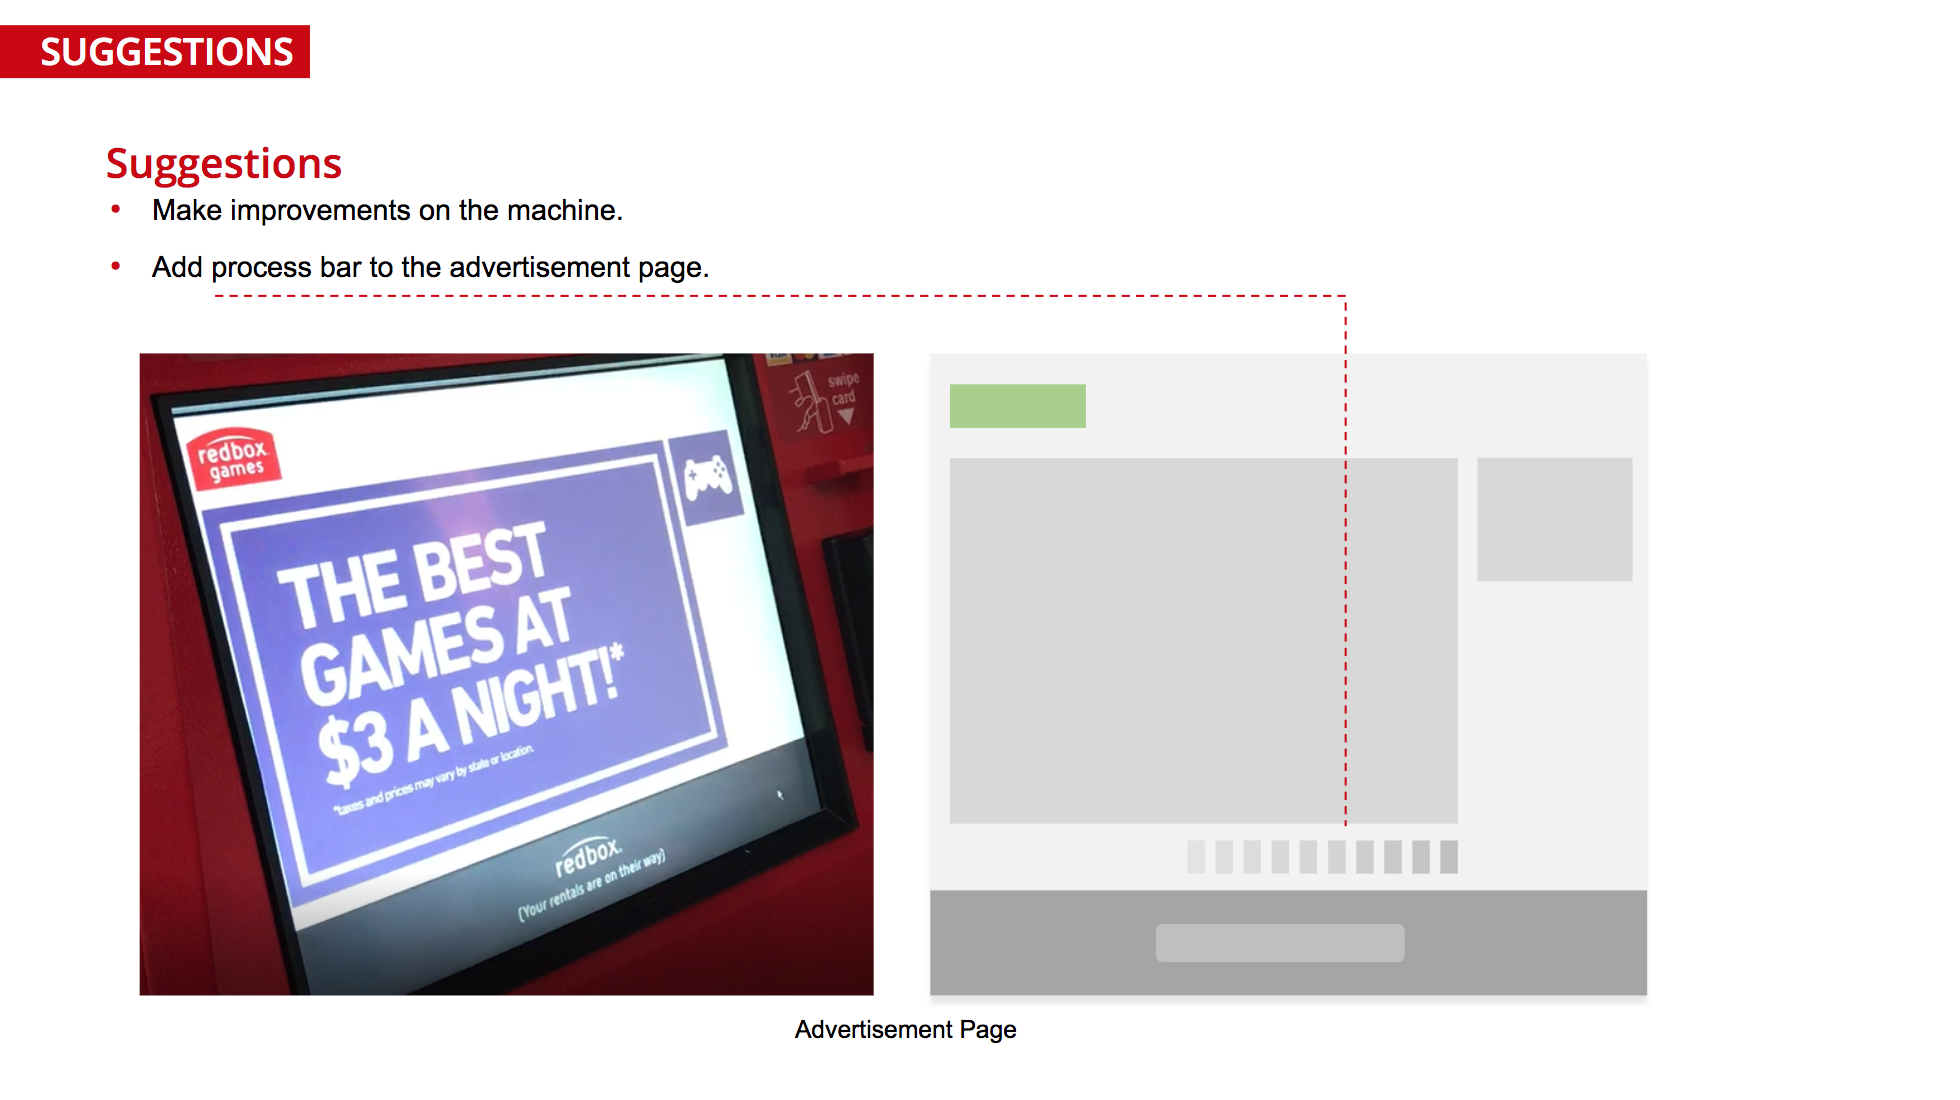 SUGGESTIONS
Suggestions
• Make improvements on the machine.
• Add process bar to the advertisement page.
swipe
card
redbox.
games
THE BEST
GAMES AT
$3 A NIGHT!*
*taxes and prices may vary by state or location.
redbox.
(Your rentals are on their way)
Advertisement Page